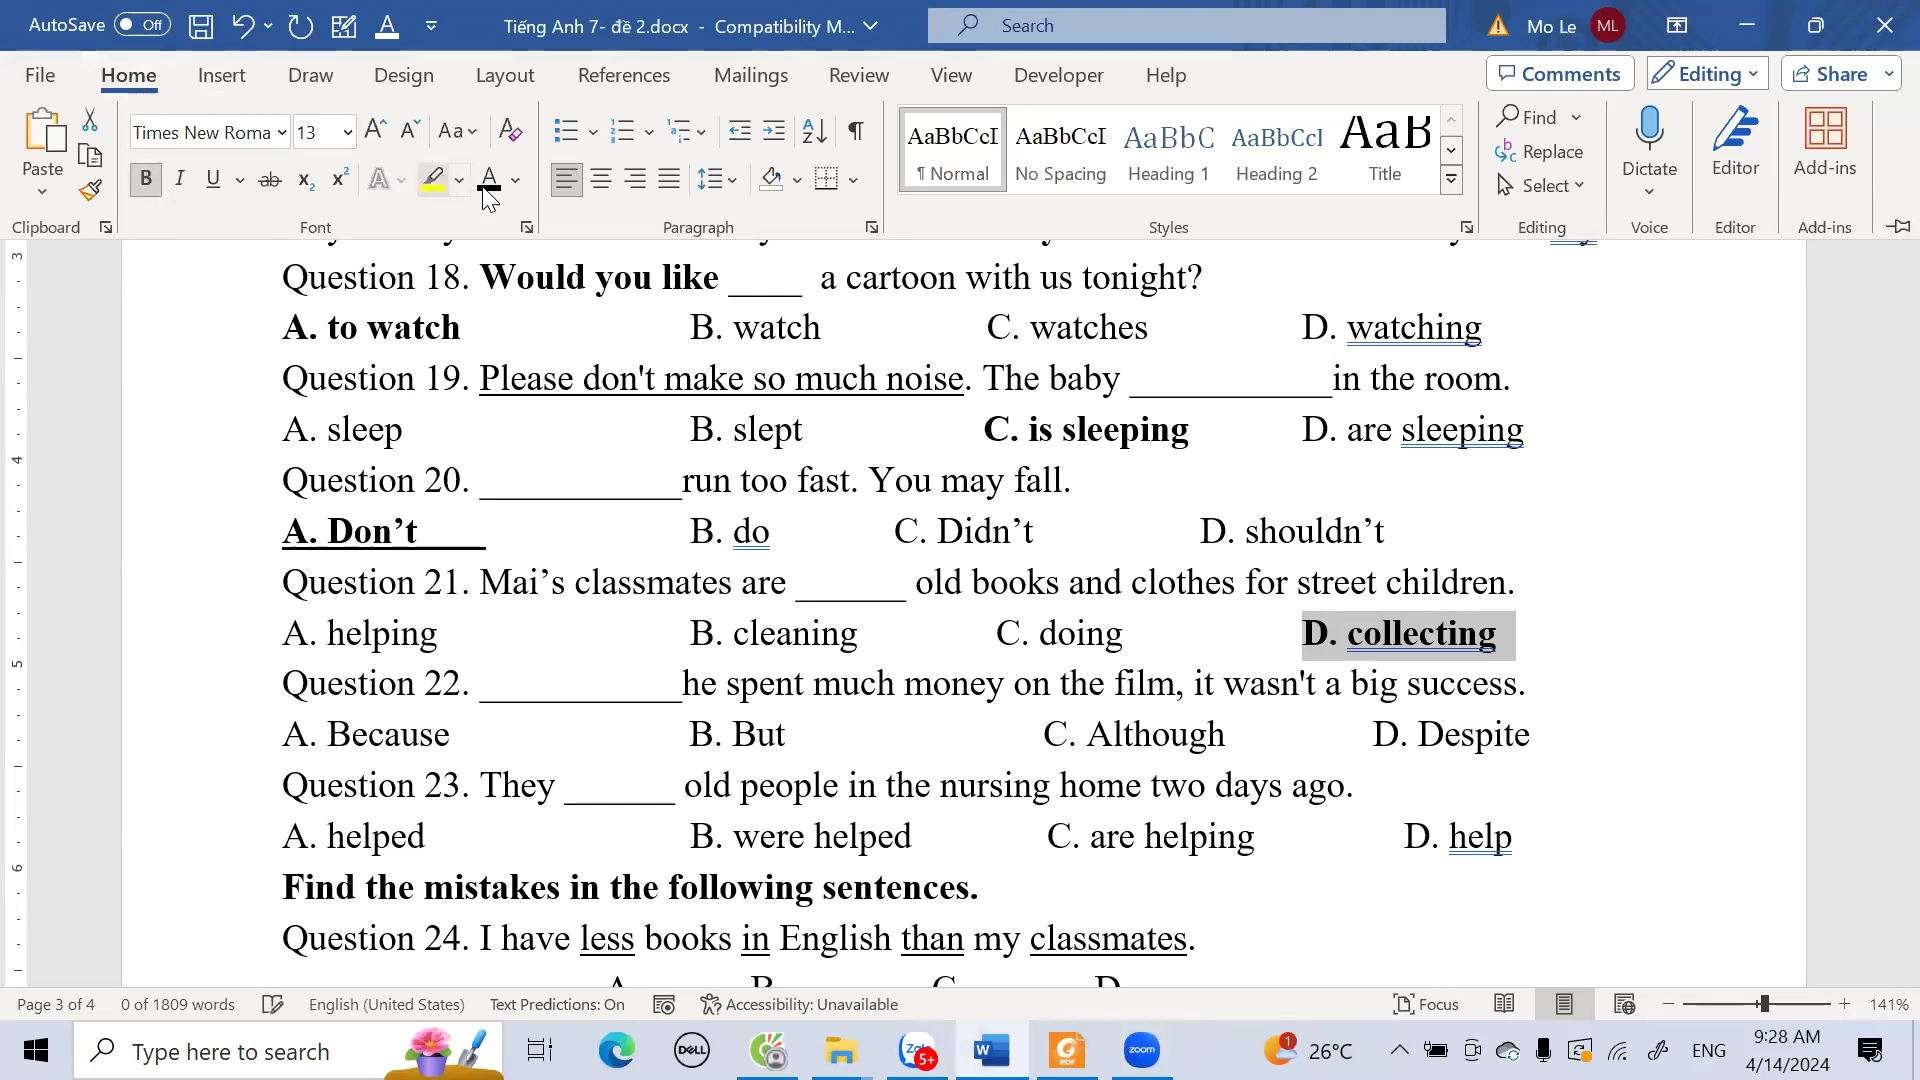 AutoSave Off Tiếng Anh 7- đề 2.docx - Compatibility M... Search Mo Le ML
File Home Insert Draw Design Layout References Mailings Review View Developer Help Comments Editing Share
Paste Times New Roma 13 Aa AaBbCcI AaBbCcI AaBbC AaBbCcI AaB Find Replace Select Dictate Editor Add-ins
¶ Normal No Spacing Heading 1 Heading 2 Title
Clipboard Font Paragraph Styles Editing Voice Editor Add-ins
Question 18. Would you like ____ a cartoon with us tonight?
A. to watch B. watch C. watches D. watching
Question 19. Please don't make so much noise. The baby ___________in the room.
A. sleep B. slept C. is sleeping D. are sleeping
Question 20. ___________run too fast. You may fall.
A. Don’t B. do C. Didn’t D. shouldn’t
Question 21. Mai’s classmates are ______ old books and clothes for street children.
A. helping B. cleaning C. doing D. collecting
Question 22. ___________he spent much money on the film, it wasn't a big success.
A. Because B. But C. Although D. Despite
Question 23. They ______ old people in the nursing home two days ago.
A. helped B. were helped C. are helping D. help
Find the mistakes in the following sentences.
Question 24. I have less books in English than my classmates.
Page 3 of 4 0 of 1809 words English (United States) Text Predictions: On Accessibility: Unavailable Focus 141%
Type here to search 26°C ENG 9:28 AM
4/14/2024